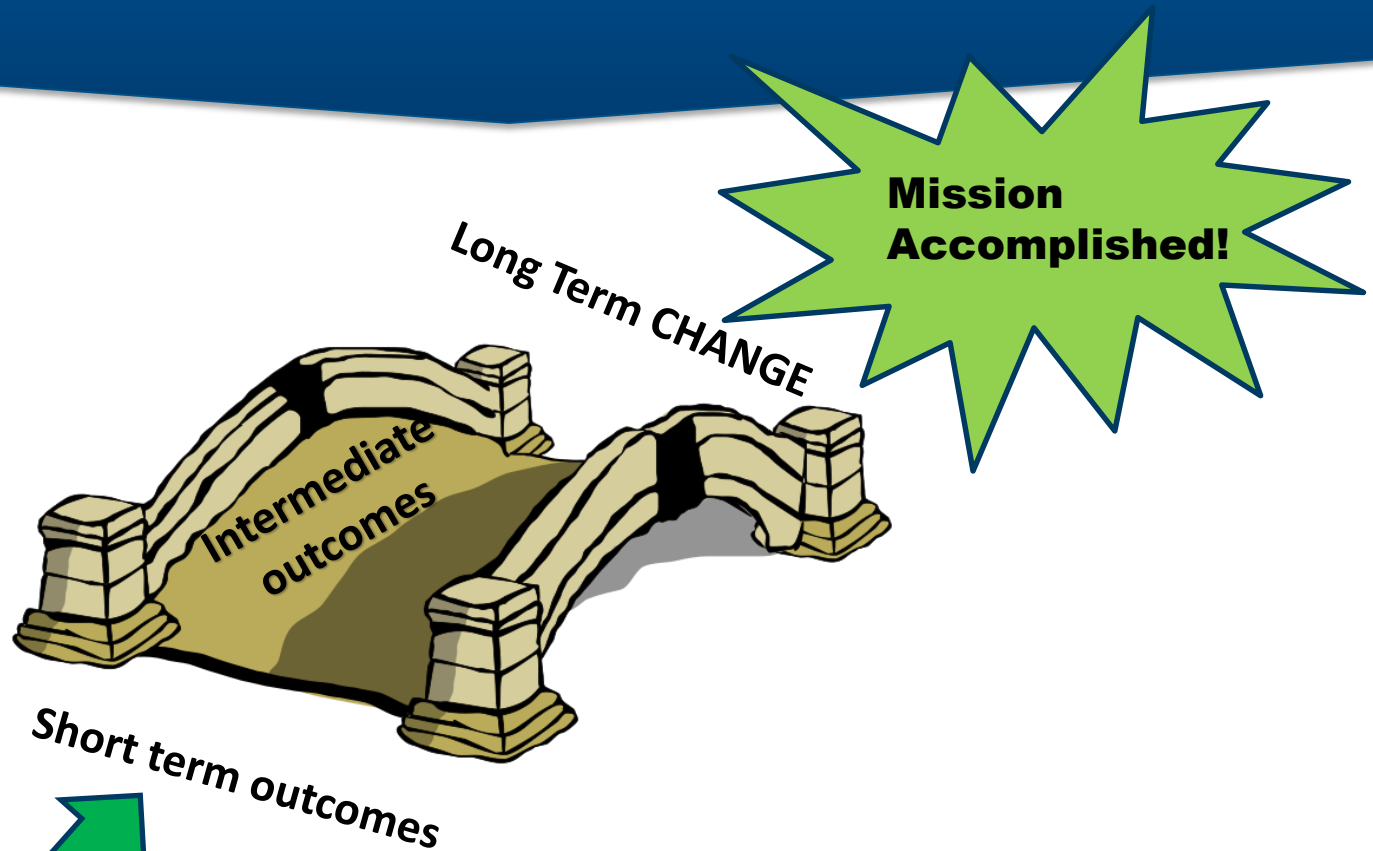 Mission
Accomplished!
Long Term CHANGE
Intermediate
outcomes
Short term outcomes